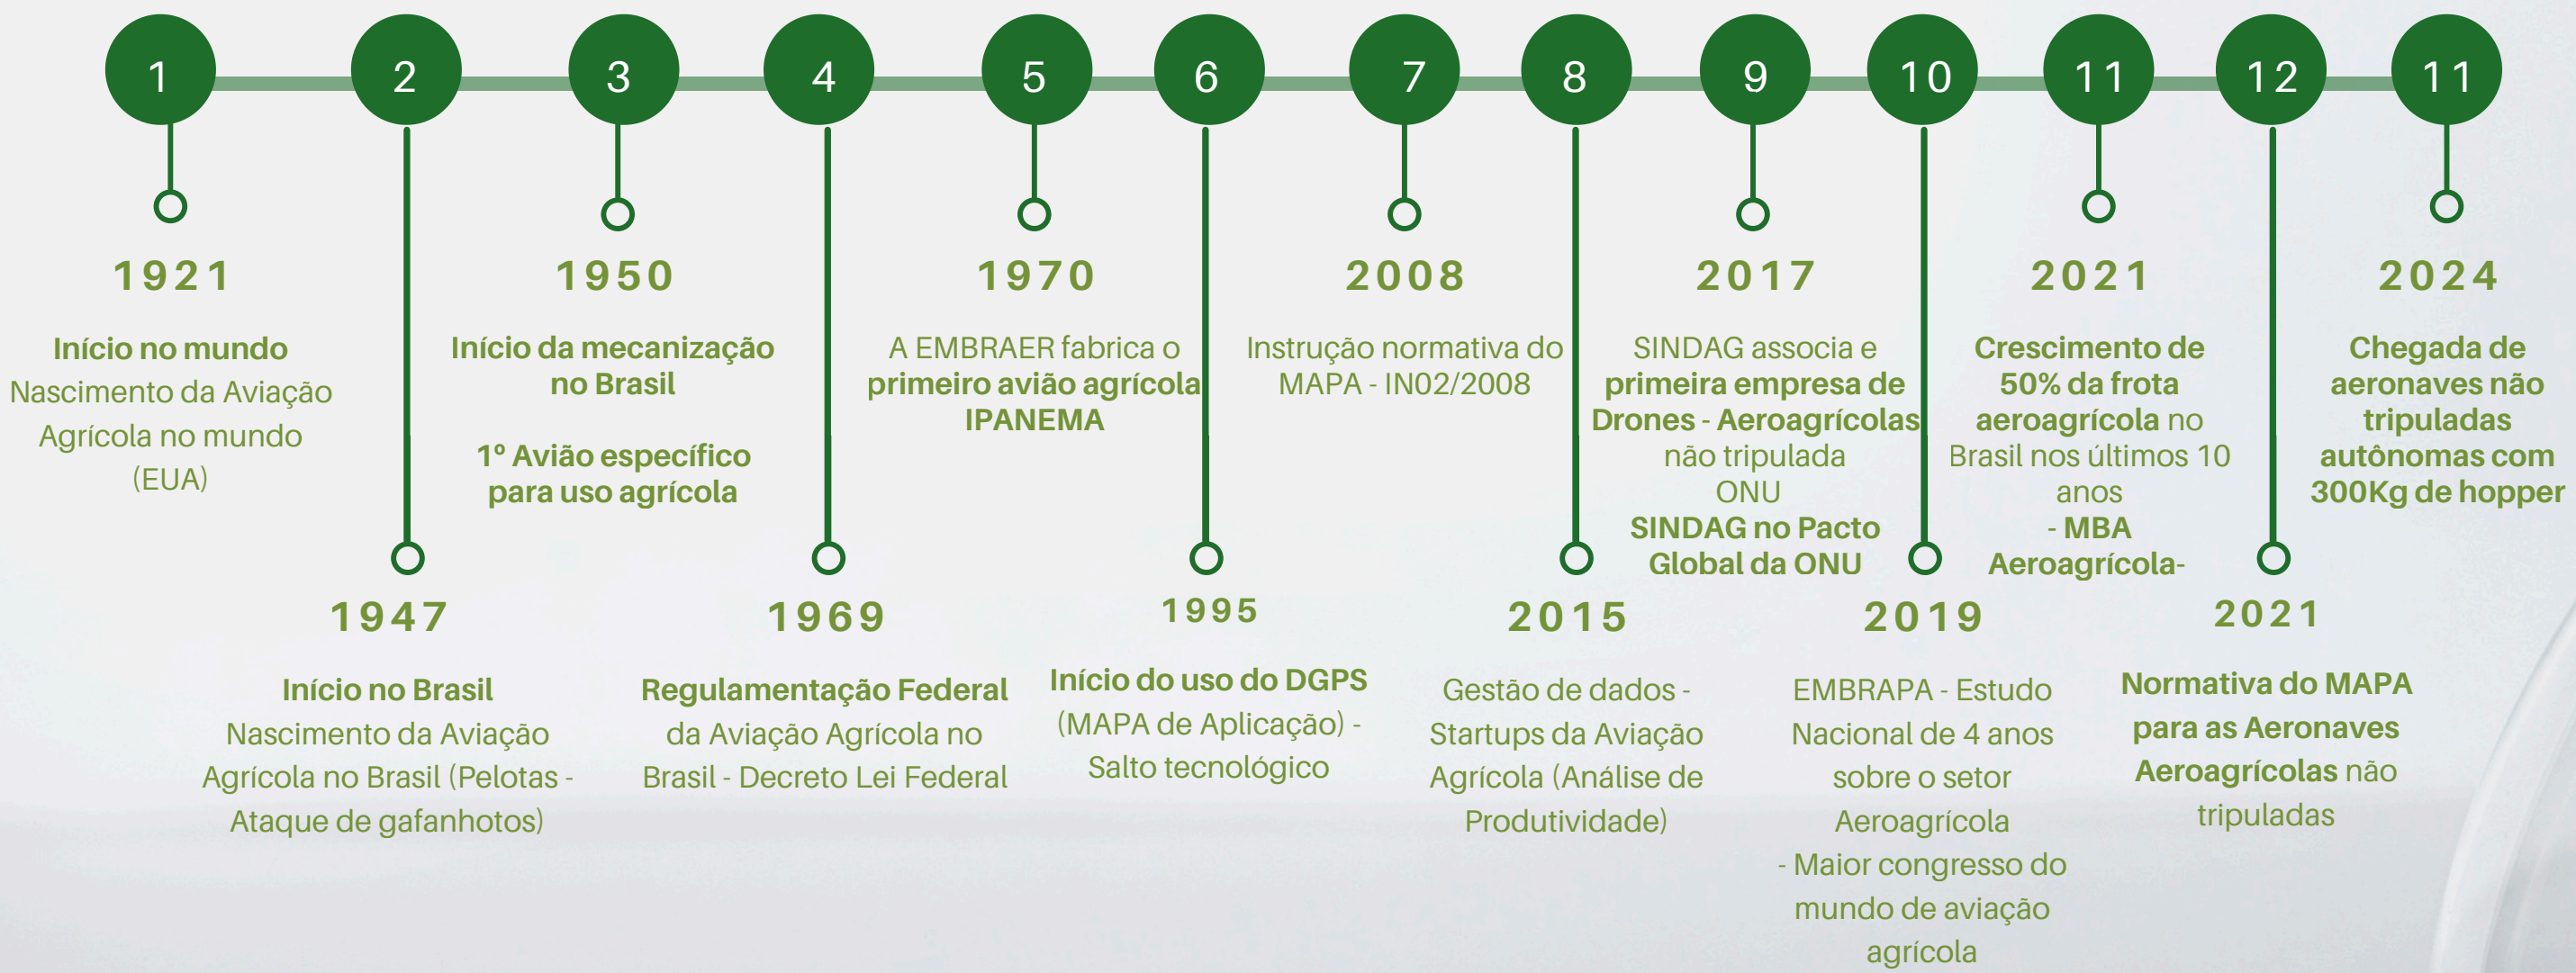 1
2
3
4
5
6
7
8
9
10
11
12
11
1921
Início no mundo
Nascimento da Aviação
Agrícola no mundo
(EUA)
1947
Início no Brasil
Nascimento da Aviação
Agrícola no Brasil (Pelotas -
Ataque de gafanhotos)
1950
Início da mecanização
no Brasil
1º Avião específico
para uso agrícola
1969
Regulamentação Federal
da Aviação Agrícola no
Brasil - Decreto Lei Federal
1970
A EMBRAER fabrica o
primeiro avião agrícola
IPANEMA
1995
Início do uso do DGPS
(MAPA de Aplicação) -
Salto tecnológico
2008
Instrução normativa do
MAPA - IN02/2008
2015
Gestão de dados -
Startups da Aviação
Agrícola (Análise de
Produtividade)
2017
SINDAG associa e
primeira empresa de
Drones - Aeroagrícolas
não tripulada
ONU
SINDAG no Pacto
Global da ONU
2019
EMBRAPA - Estudo
Nacional de 4 anos
sobre o setor
Aeroagrícola
- Maior congresso do
mundo de aviação
agrícola
2021
Crescimento de
50% da frota
aeroagrícola no
Brasil nos últimos 10
anos
- MBA
Aeroagrícola-
2021
Normativa do MAPA
para as Aeronaves
Aeroagrícolas não
tripuladas
2024
Chegada de
aeronaves não
tripuladas
autônomas com
300Kg de hopper